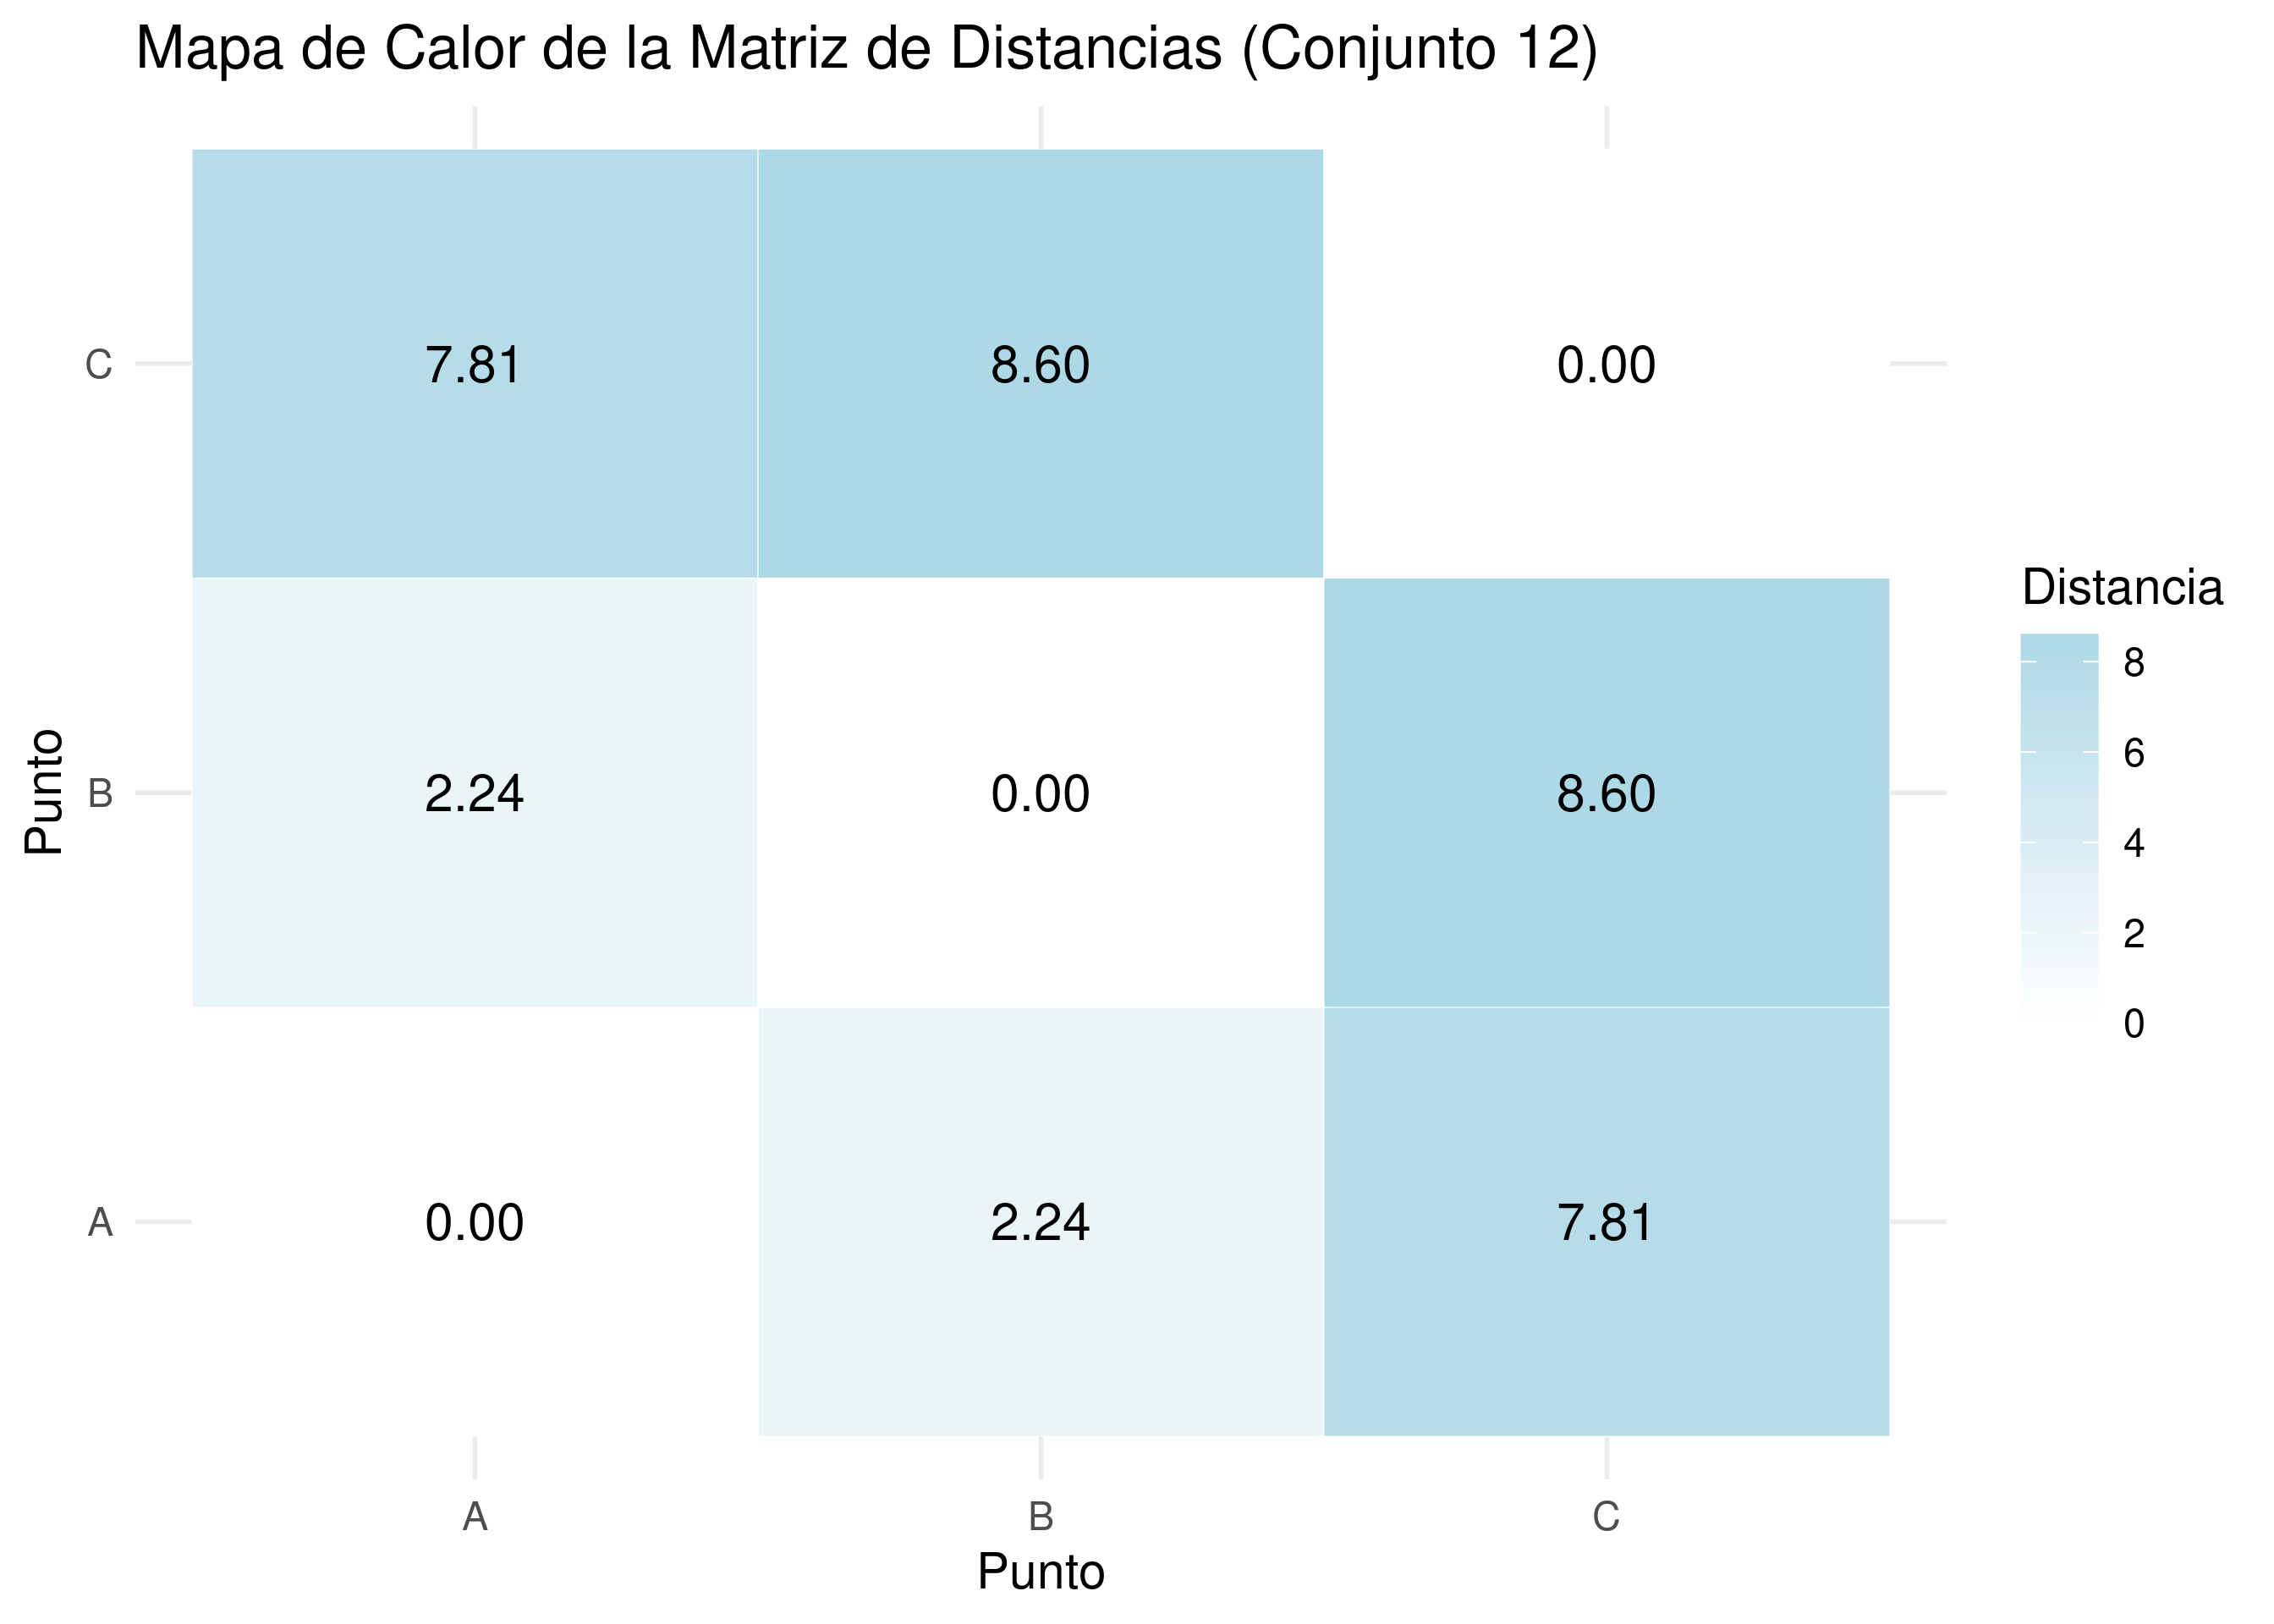 Mapa de Calor de la Matriz de Distancias (Conjunto 12)
C 7.81 8.60 0.00
B 2.24 0.00 8.60
A 0.00 2.24 7.81
A B C
Punto
Punto
Distancia
8
6
4
2
0